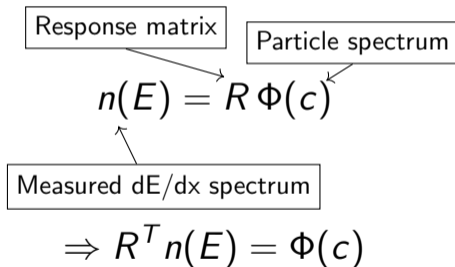 Response matrix
Particle spectrum
n(E) = R Φ(c)
Measured dE/dx spectrum
⇒ R^T n(E) = Φ(c)